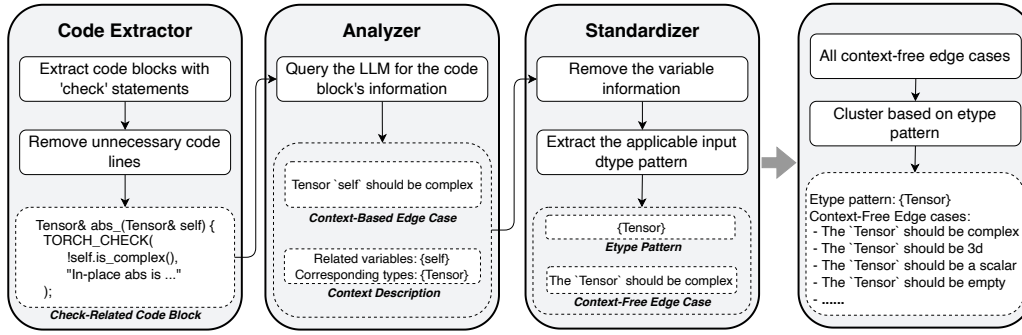 Code Extractor
Extract code blocks with
'check' statements
Remove unnecessary code
lines
Tensor& abs_(Tensor& self) {
TORCH_CHECK(
!self.is_complex(),
"In-place abs is ..."
);
Check-Related Code Block
Analyzer
Query the LLM for the code
block's information
Tensor `self` should be complex
Context-Based Edge Case
Related variables: {self}
Corresponding types: {Tensor}
Context Description
Standardizer
Remove the variable
information
Extract the applicable input
dtype pattern
{Tensor}
Etype Pattern
The `Tensor` should be complex
Context-Free Edge Case
All context-free edge cases
Cluster based on etype
pattern
Etype pattern: {Tensor}
Context-Free Edge cases:
- The `Tensor` should be complex
- The `Tensor` should be 3d
- The `Tensor` should be a scalar
- The `Tensor` should be empty
- ......